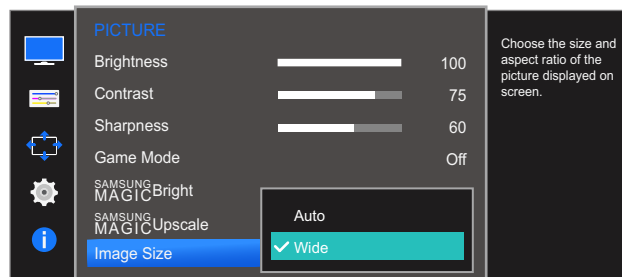 PICTURE
Brightness 100
Contrast 75
Sharpness 60
Game Mode Off
SAMSUNG
MAGICBright
SAMSUNG
MAGICUpscale
Image Size
Auto
Wide
Choose the size and
aspect ratio of the
picture displayed on
screen.